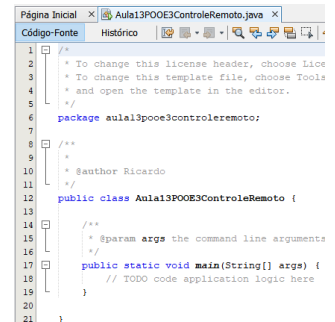 Página Inicial × Aula13POOE3ControleRemoto.java ×
Código-Fonte Histórico
1 /*
2 * To change this license header, choose Lice
3 * To change this template file, choose Tools
4 * and open the template in the editor.
5 */
6 package aula13pooe3controleremoto;
7
8 /**
9 *
10 * @author Ricardo
11 */
12 public class Aula13POOE3ControleRemoto {
13
14 /**
15 * @param args the command line arguments
16 */
17 public static void main(String[] args) {
18 // TODO code application logic here
19 }
20
21 }